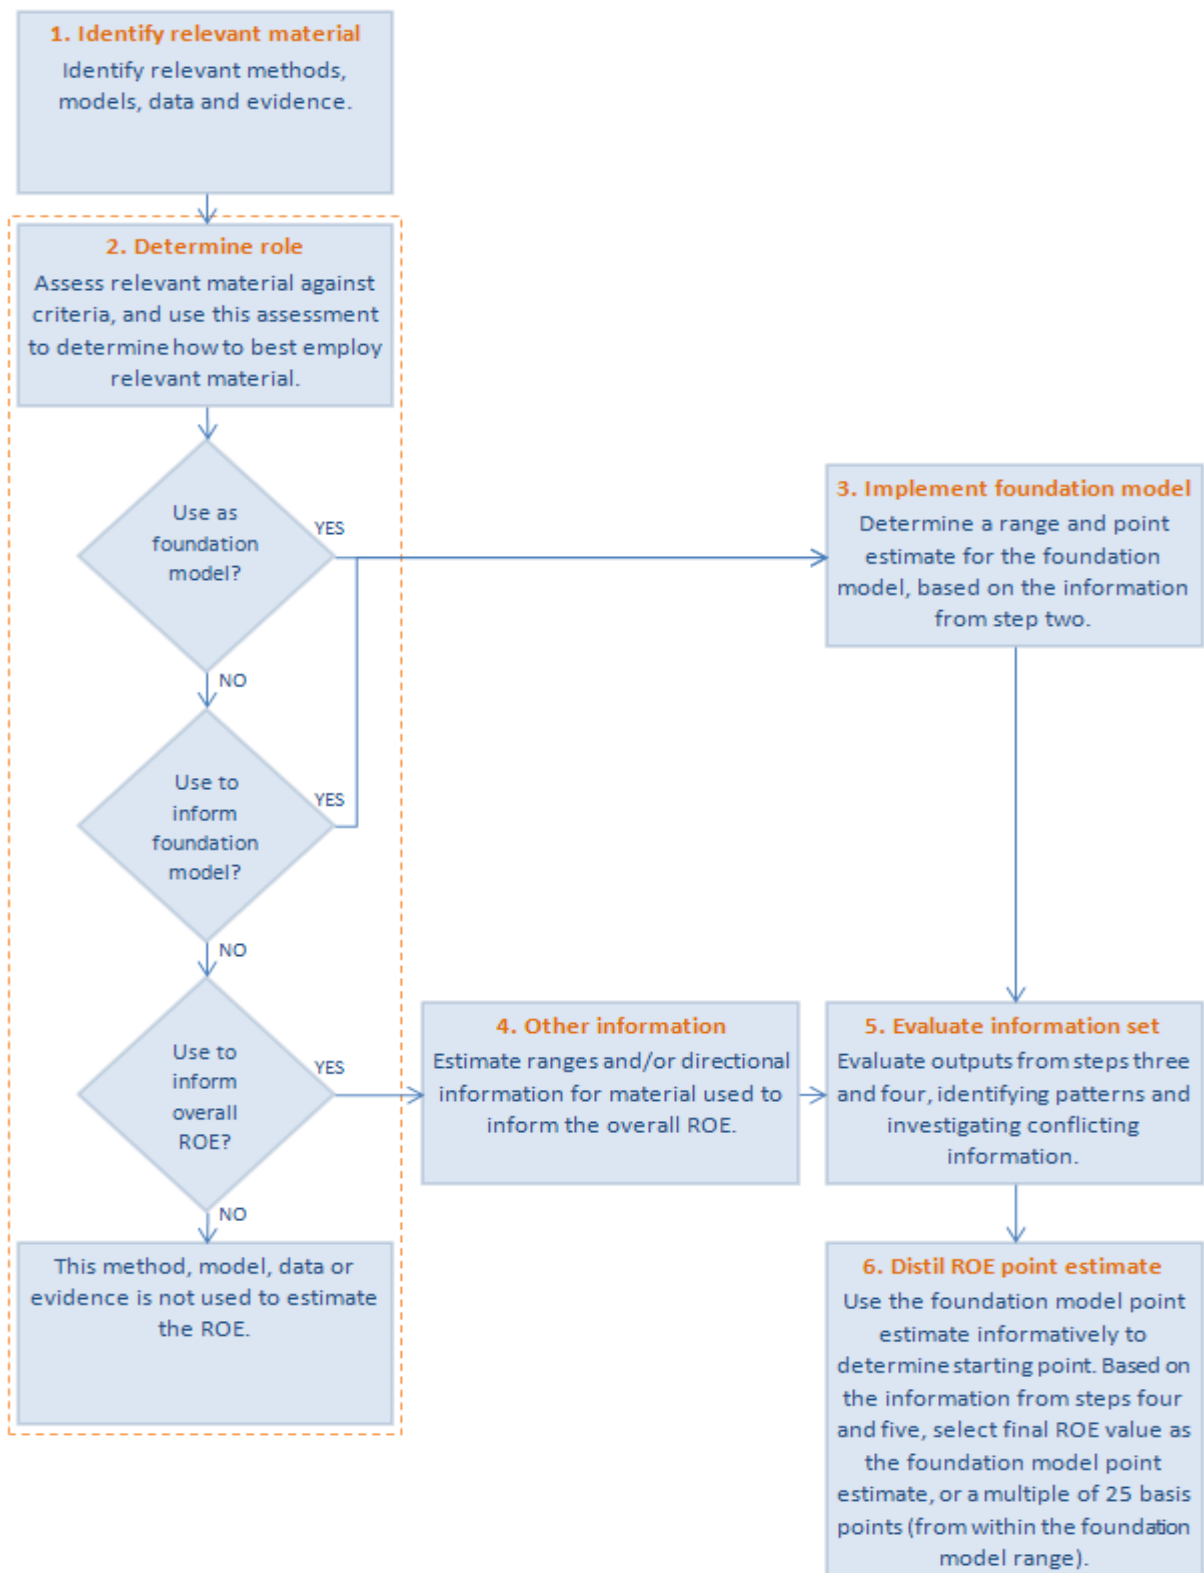 1. Identify relevant material
Identify relevant methods,
models, data and evidence.
2. Determine role
Assess relevant material against
criteria, and use this assessment
to determine how to best employ
relevant material.
Use as
foundation
model?
YES
NO
3. Implement foundation model
Determine a range and point
estimate for the foundation
model, based on the information
from step two.
Use to
inform
foundation
model?
YES
NO
Use to
inform
overall
ROE?
YES
NO
4. Other information
Estimate ranges and/or directional
information for material used to
inform the overall ROE.
5. Evaluate information set
Evaluate outputs from steps three
and four, identifying patterns and
investigating conflicting
information.
This method, model, data or
evidence is not used to estimate
the ROE.
6. Distil ROE point estimate
Use the foundation model point
estimate informatively to
determine starting point. Based on
the information from steps four
and five, select final ROE value as
the foundation model point
estimate, or a multiple of 25 basis
points (from within the foundation
model range).